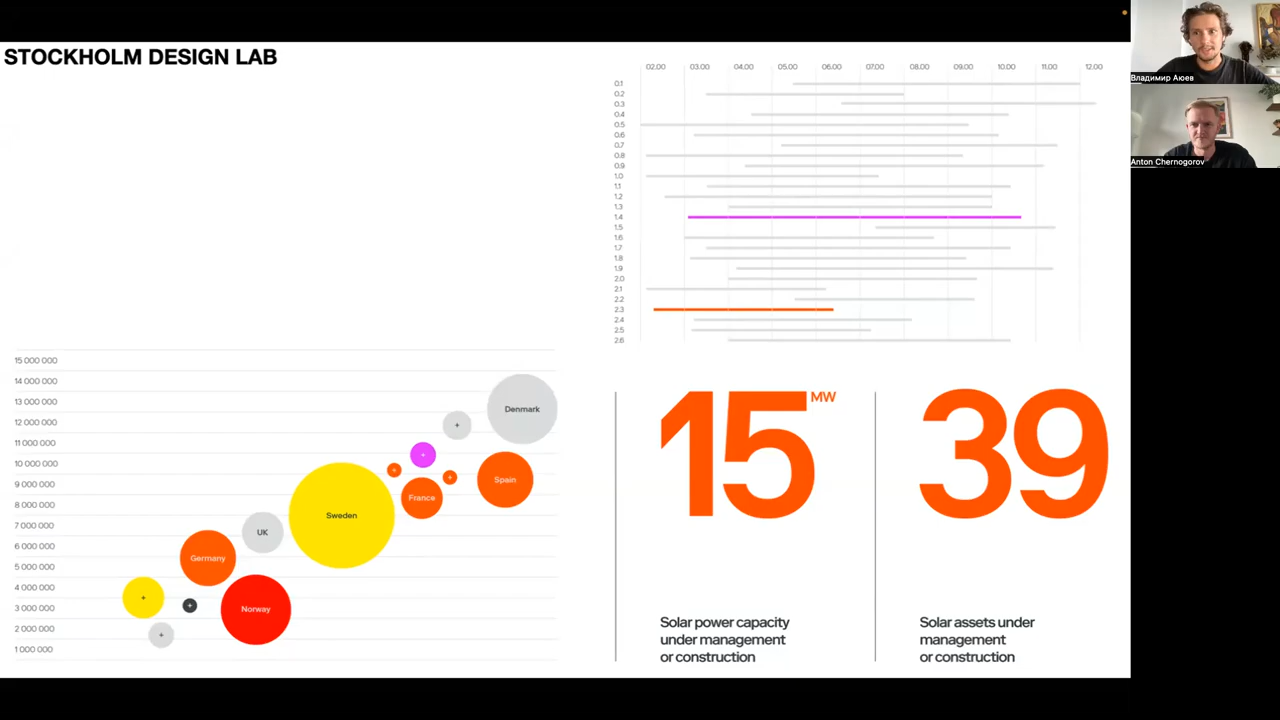 STOCKHOLM DESIGN LAB
02.00 03.00 04.00 05.00 06.00 07.00 08.00 09.00 10.00 11.00 12.00
0.1
0.2
0.3
0.4
0.5
0.6
0.7
0.8
0.9
1.0
1.1
1.2
1.3
1.4
1.5
1.6
1.7
1.8
1.9
2.0
2.1
2.2
2.3
2.4
2.5
2.6
15 000 000
14 000 000
13 000 000
12 000 000
11 000 000
10 000 000
9 000 000
8 000 000
7 000 000
6 000 000
5 000 000
4 000 000
3 000 000
2 000 000
1 000 000
Denmark
Spain
France
Sweden
UK
Germany
Norway
15 MW
Solar power capacity
under management
or construction
39
Solar assets under
management
or construction
Владимир Аюев
Anton Chernogorov